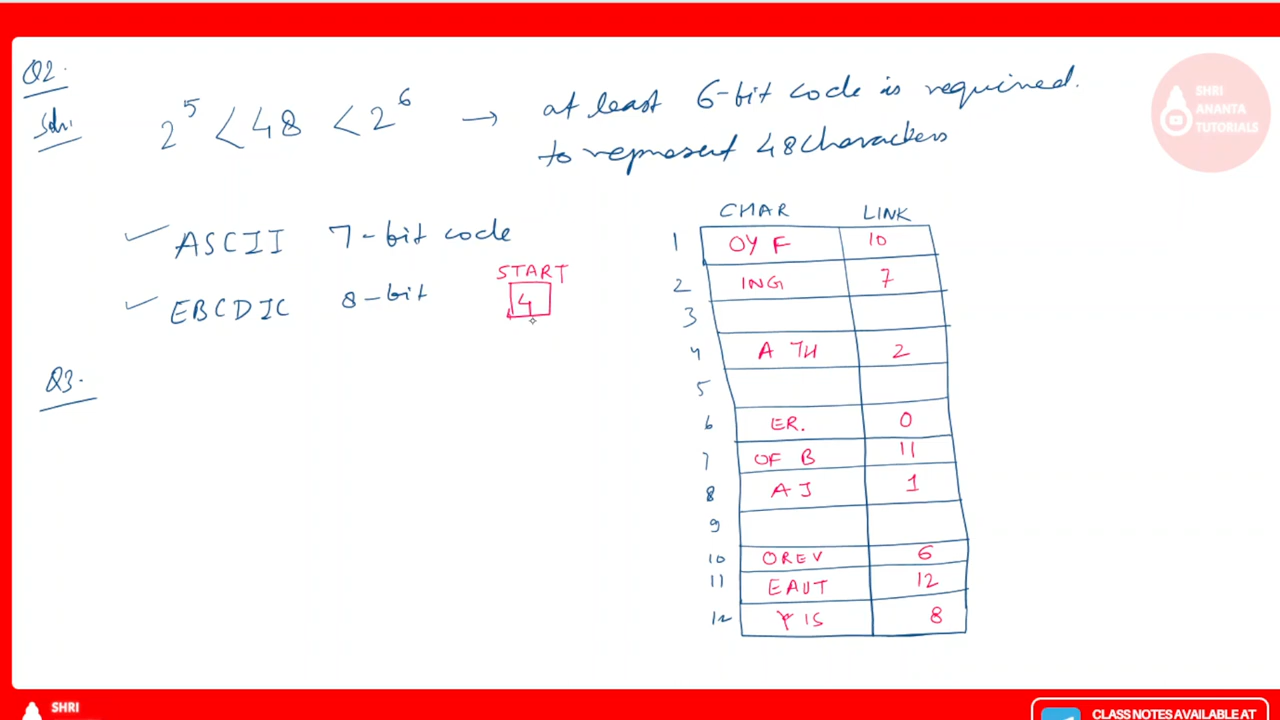 Q2.
Soln:
2^5 < 48 < 2^6 → at least 6-bit code is required.
to represent 48 characters
SHRI
ANANTA
TUTORIALS
ASCII 7-bit code
EBCDIC 8-bit
START
4
Q3.
CHAR LINK
1 OY F 10
2 ING 7
3
4 A TH 2
5
6 ER. 0
7 OF B 11
8 A J 1
9
10 OREV 6
11 EAUT 12
12 Y IS 8
SHRI
CLASS NOTES AVAILABLE AT